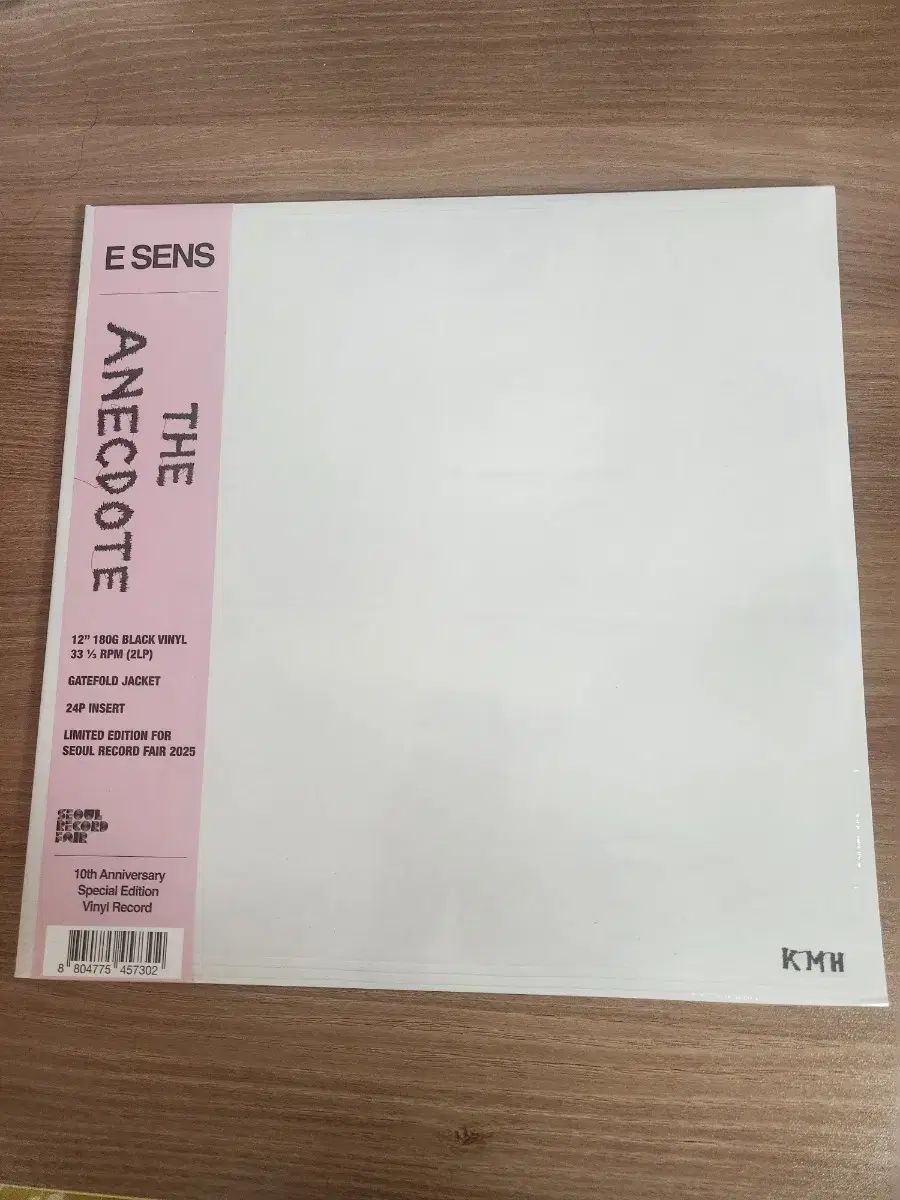 E SENS
THE
ANECDOTE
12” 180G BLACK VINYL
33 ⅓ RPM (2LP)
GATEFOLD JACKET
24P INSERT
LIMITED EDITION FOR
SEOUL RECORD FAIR 2025
SEOUL
RECORD
FAIR
10th Anniversary
Special Edition
Vinyl Record
8 804775 457302
KMH